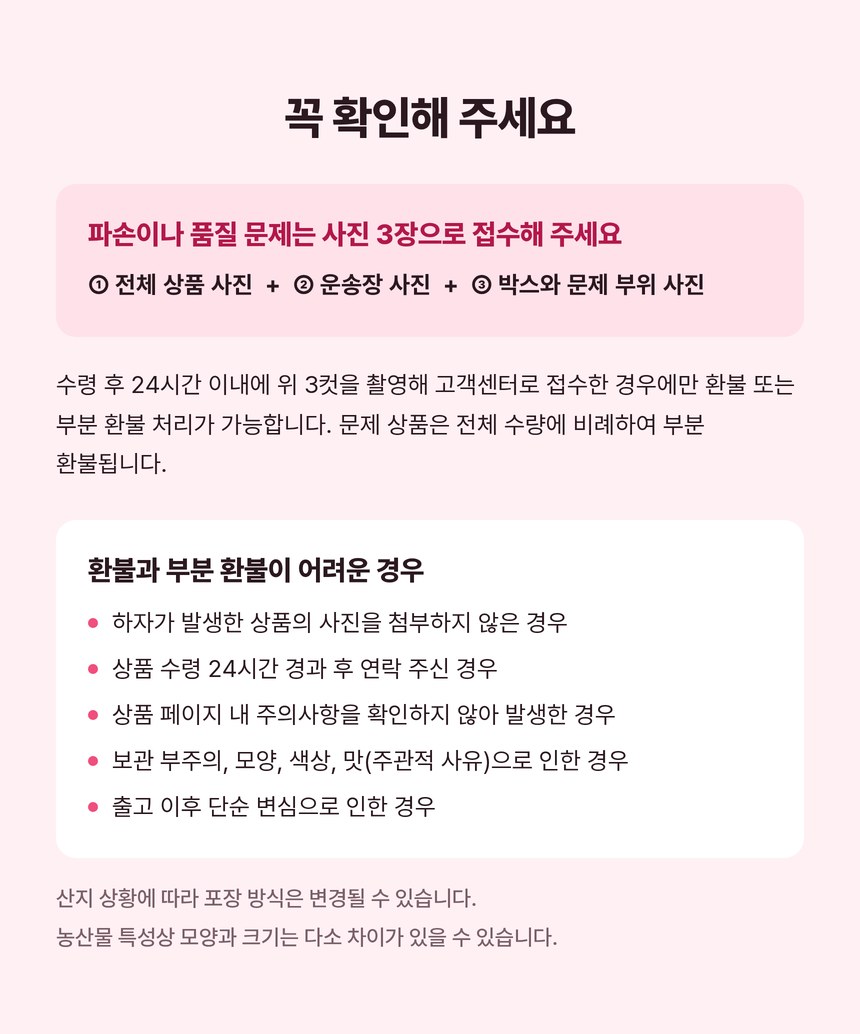 꼭 확인해 주세요
파손이나 품질 문제는 사진 3장으로 접수해 주세요
① 전체 상품 사진 + ② 운송장 사진 + ③ 박스와 문제 부위 사진
수령 후 24시간 이내에 위 3컷을 촬영해 고객센터로 접수한 경우에만 환불 또는
부분 환불 처리가 가능합니다. 문제 상품은 전체 수량에 비례하여 부분
환불됩니다.
환불과 부분 환불이 어려운 경우
• 하자가 발생한 상품의 사진을 첨부하지 않은 경우
• 상품 수령 24시간 경과 후 연락 주신 경우
• 상품 페이지 내 주의사항을 확인하지 않아 발생한 경우
• 보관 부주의, 모양, 색상, 맛(주관적 사유)으로 인한 경우
• 출고 이후 단순 변심으로 인한 경우
산지 상황에 따라 포장 방식은 변경될 수 있습니다.
농산물 특성상 모양과 크기는 다소 차이가 있을 수 있습니다.